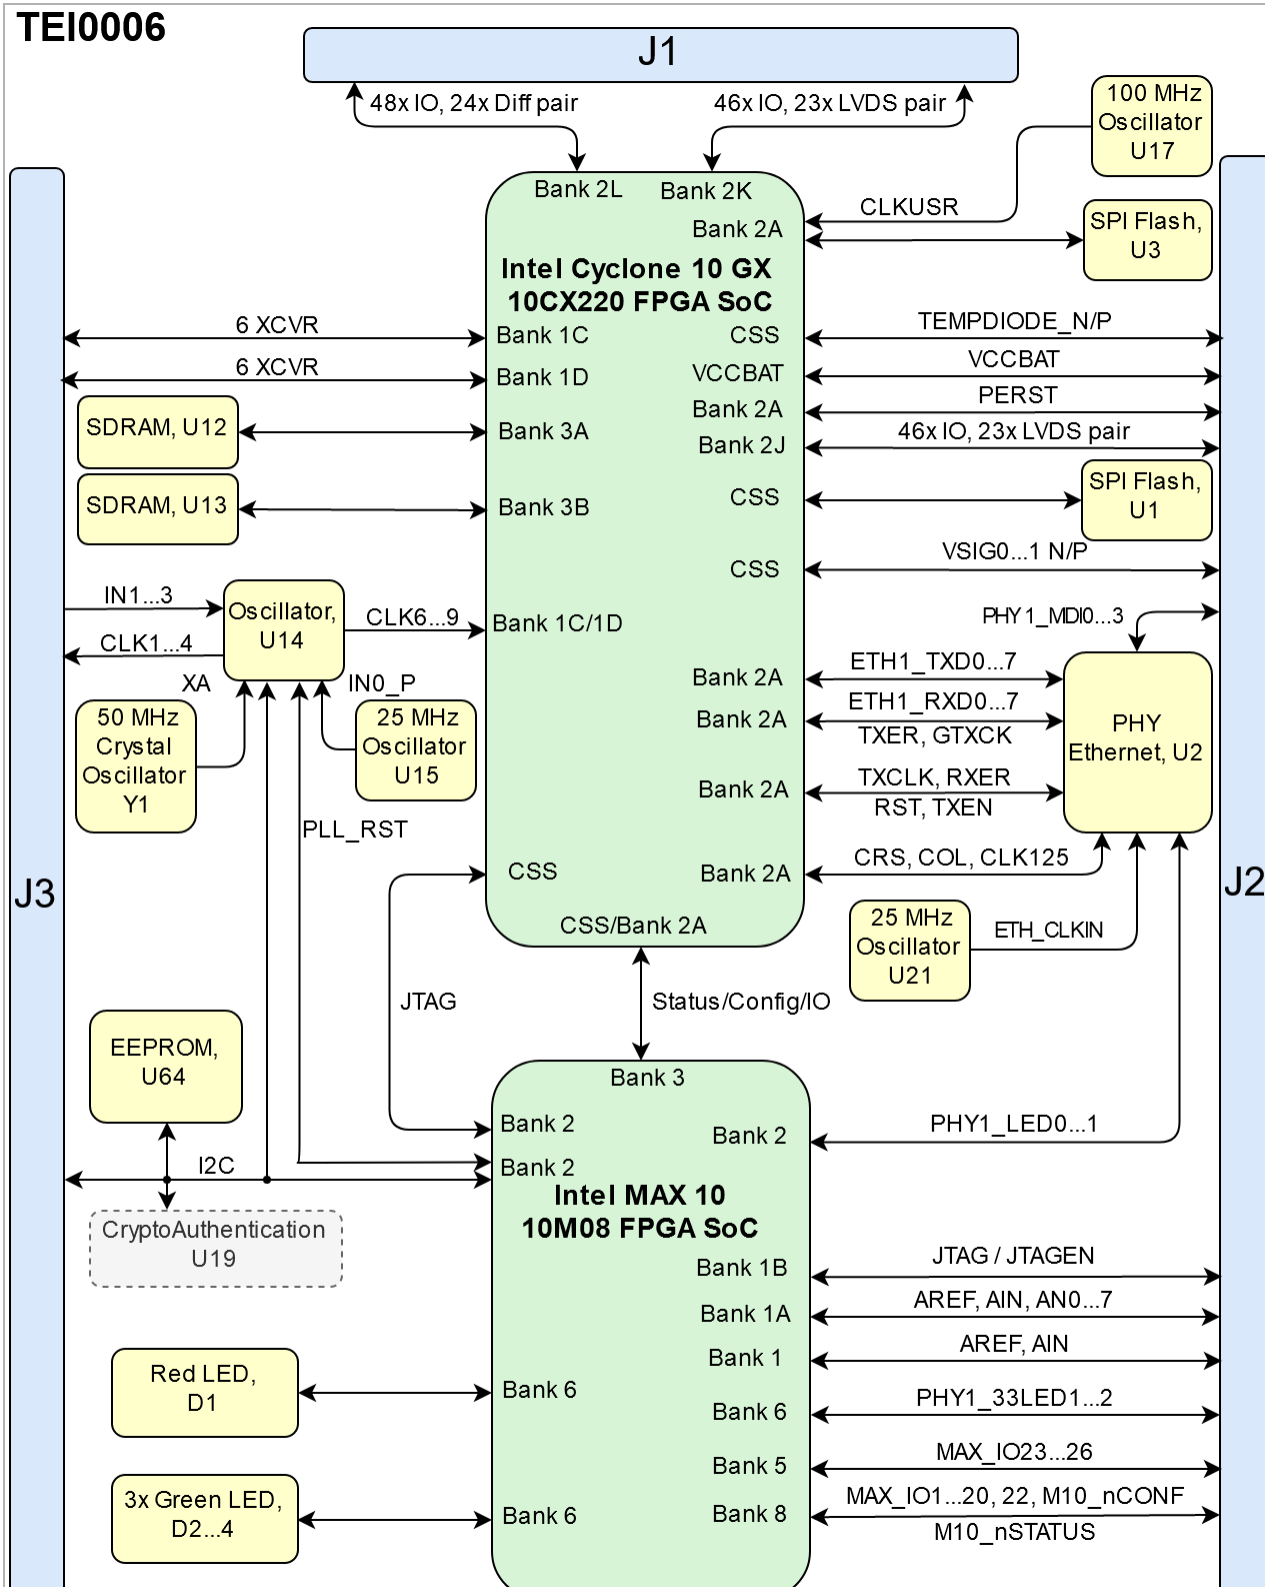 TEI0006
J1
48x IO, 24x Diff pair
46x IO, 23x LVDS pair
100 MHz
Oscillator
U17
Bank 2L
Bank 2K
CLKUSR
Bank 2A
SPI Flash,
U3
Intel Cyclone 10 GX
10CX220 FPGA SoC
6 XCVR
Bank 1C
CSS
TEMPDIODE_N/P
6 XCVR
Bank 1D
VCCBAT
VCCBAT
Bank 2A
PERST
SDRAM, U12
Bank 3A
Bank 2J
46x IO, 23x LVDS pair
SDRAM, U13
Bank 3B
CSS
SPI Flash,
U1
CSS
VSIG0...1 N/P
IN1...3
Oscillator,
U14
CLK6...9
Bank 1C/1D
PHY1_MDI0...3
CLK1...4
XA
IN0_P
Bank 2A
ETH1_TXD0...7
50 MHz
Crystal
Oscillator
Y1
25 MHz
Oscillator
U15
Bank 2A
ETH1_RXD0...7
TXER, GTXCK
PHY
Ethernet, U2
Bank 2A
TXCLK, RXER
RST, TXEN
PLL_RST
CSS
Bank 2A
CRS, COL, CLK125
J3
J2
CSS/Bank 2A
25 MHz
Oscillator
U21
ETH_CLKIN
JTAG
Status/Config/IO
EEPROM,
U64
Bank 3
Bank 2
Bank 2
PHY1_LED0...1
I2C
Bank 2
Intel MAX 10
10M08 FPGA SoC
CryptoAuthentication
U19
Bank 1B
JTAG / JTAGEN
Bank 1A
AREF, AIN, AN0...7
Bank 1
AREF, AIN
Red LED,
D1
Bank 6
Bank 6
PHY1_33LED1...2
Bank 5
MAX_IO23...26
3x Green LED,
D2...4
Bank 6
Bank 8
MAX_IO1...20, 22, M10_nCONF
M10_nSTATUS